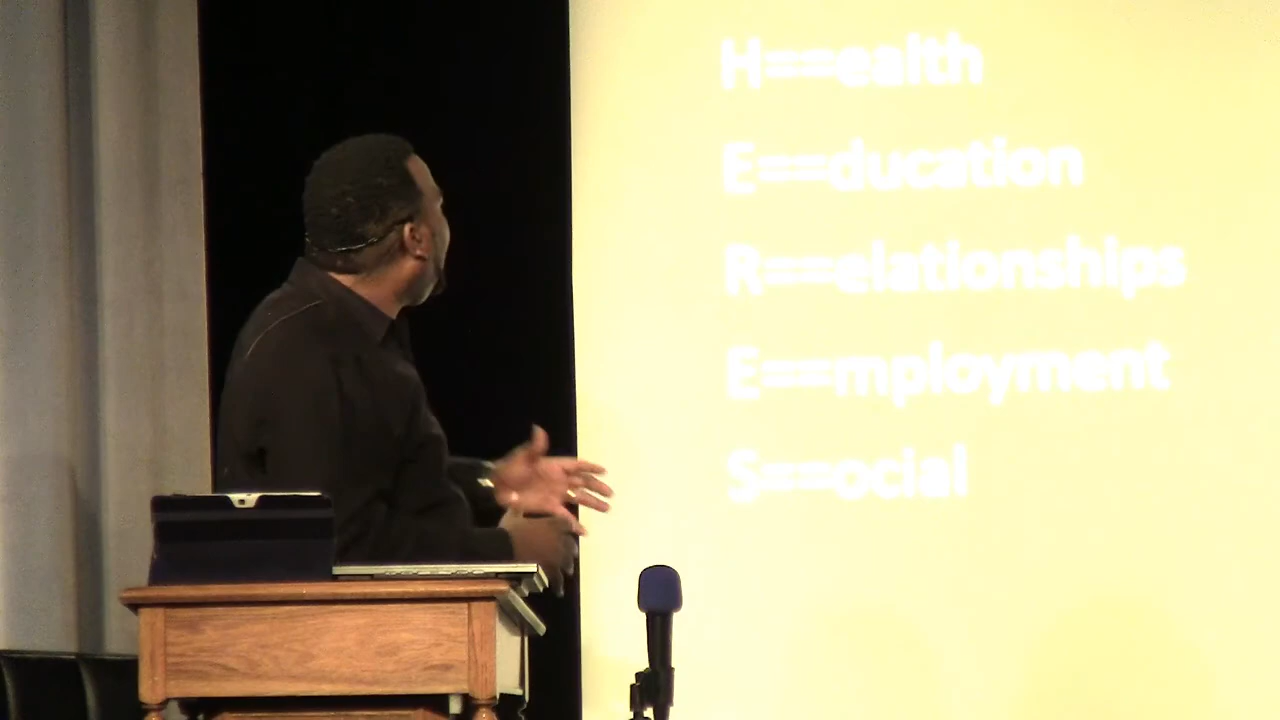 H==ealth
E==ducation
R==elationships
E==mployment
S==ocial